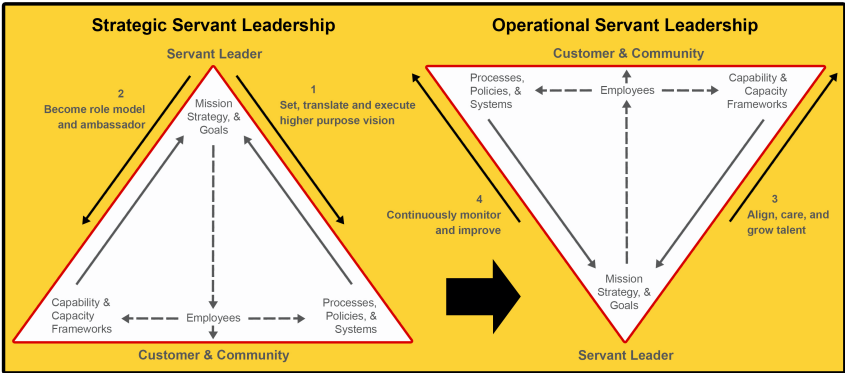 Strategic Servant Leadership
Servant Leader
2
Become role model
and ambassador
1
Set, translate and execute
higher purpose vision
Mission
Strategy, &
Goals
Capability &
Capacity
Frameworks
Employees
Processes,
Policies, &
Systems
Customer & Community
Operational Servant Leadership
Customer & Community
Processes,
Policies, &
Systems
Employees
Capability &
Capacity
Frameworks
4
Continuously monitor
and improve
3
Align, care, and
grow talent
Mission
Strategy, &
Goals
Servant Leader